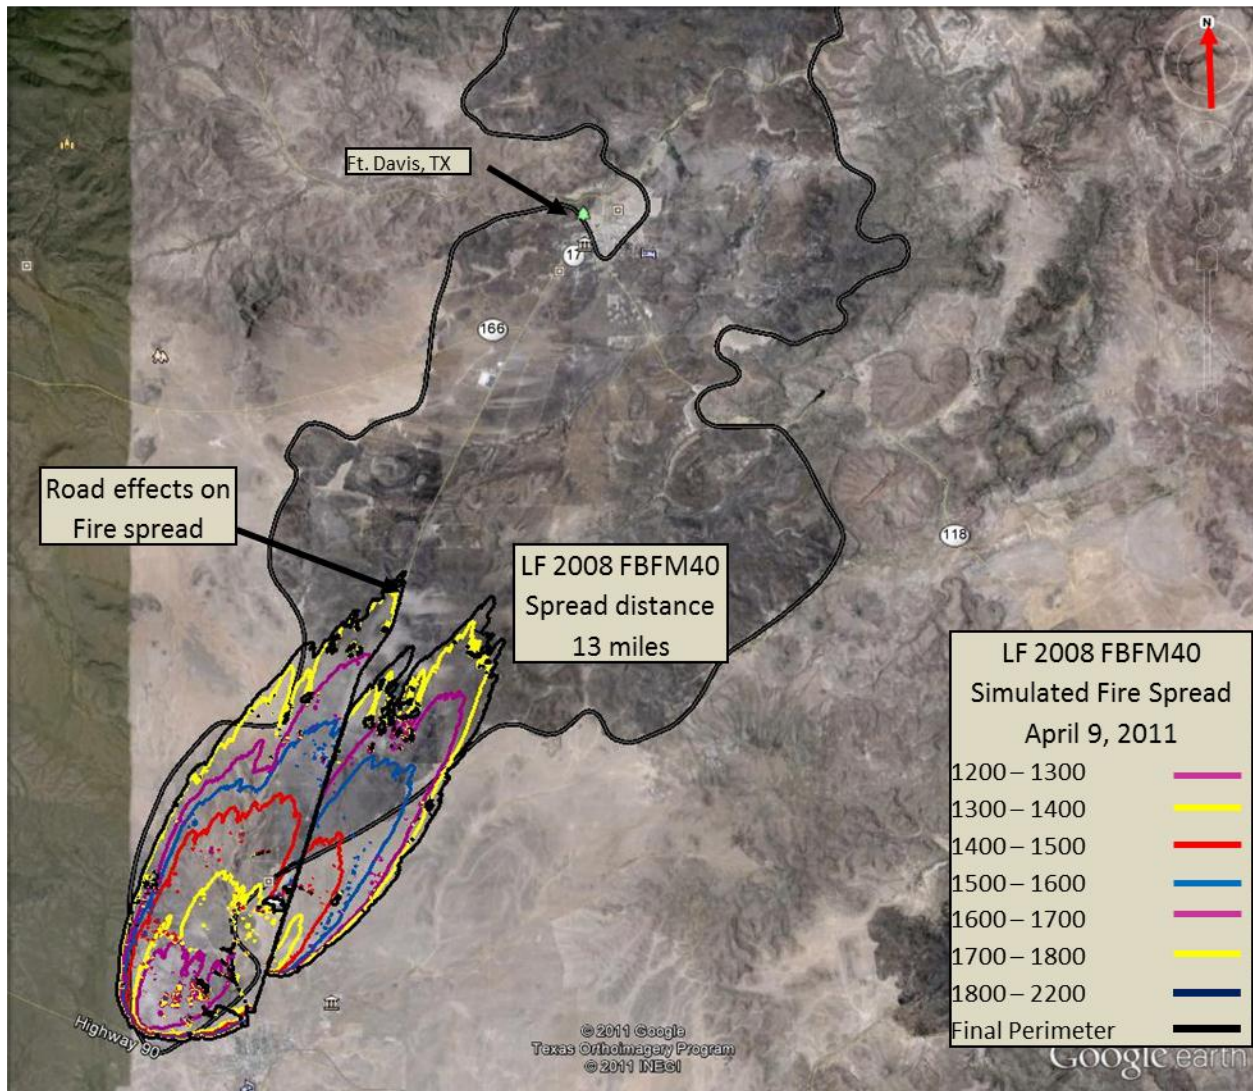 N
Ft. Davis, TX
17
166
Road effects on
Fire spread
118
LF 2008 FBFM40
Spread distance
13 miles
LF 2008 FBFM40
Simulated Fire Spread
April 9, 2011
1200 – 1300
1300 – 1400
1400 – 1500
1500 – 1600
1600 – 1700
1700 – 1800
1800 – 2200
Final Perimeter
Highway 90
© 2011 Google
Texas Orthoimagery Program
© 2011 INEGI
Google earth